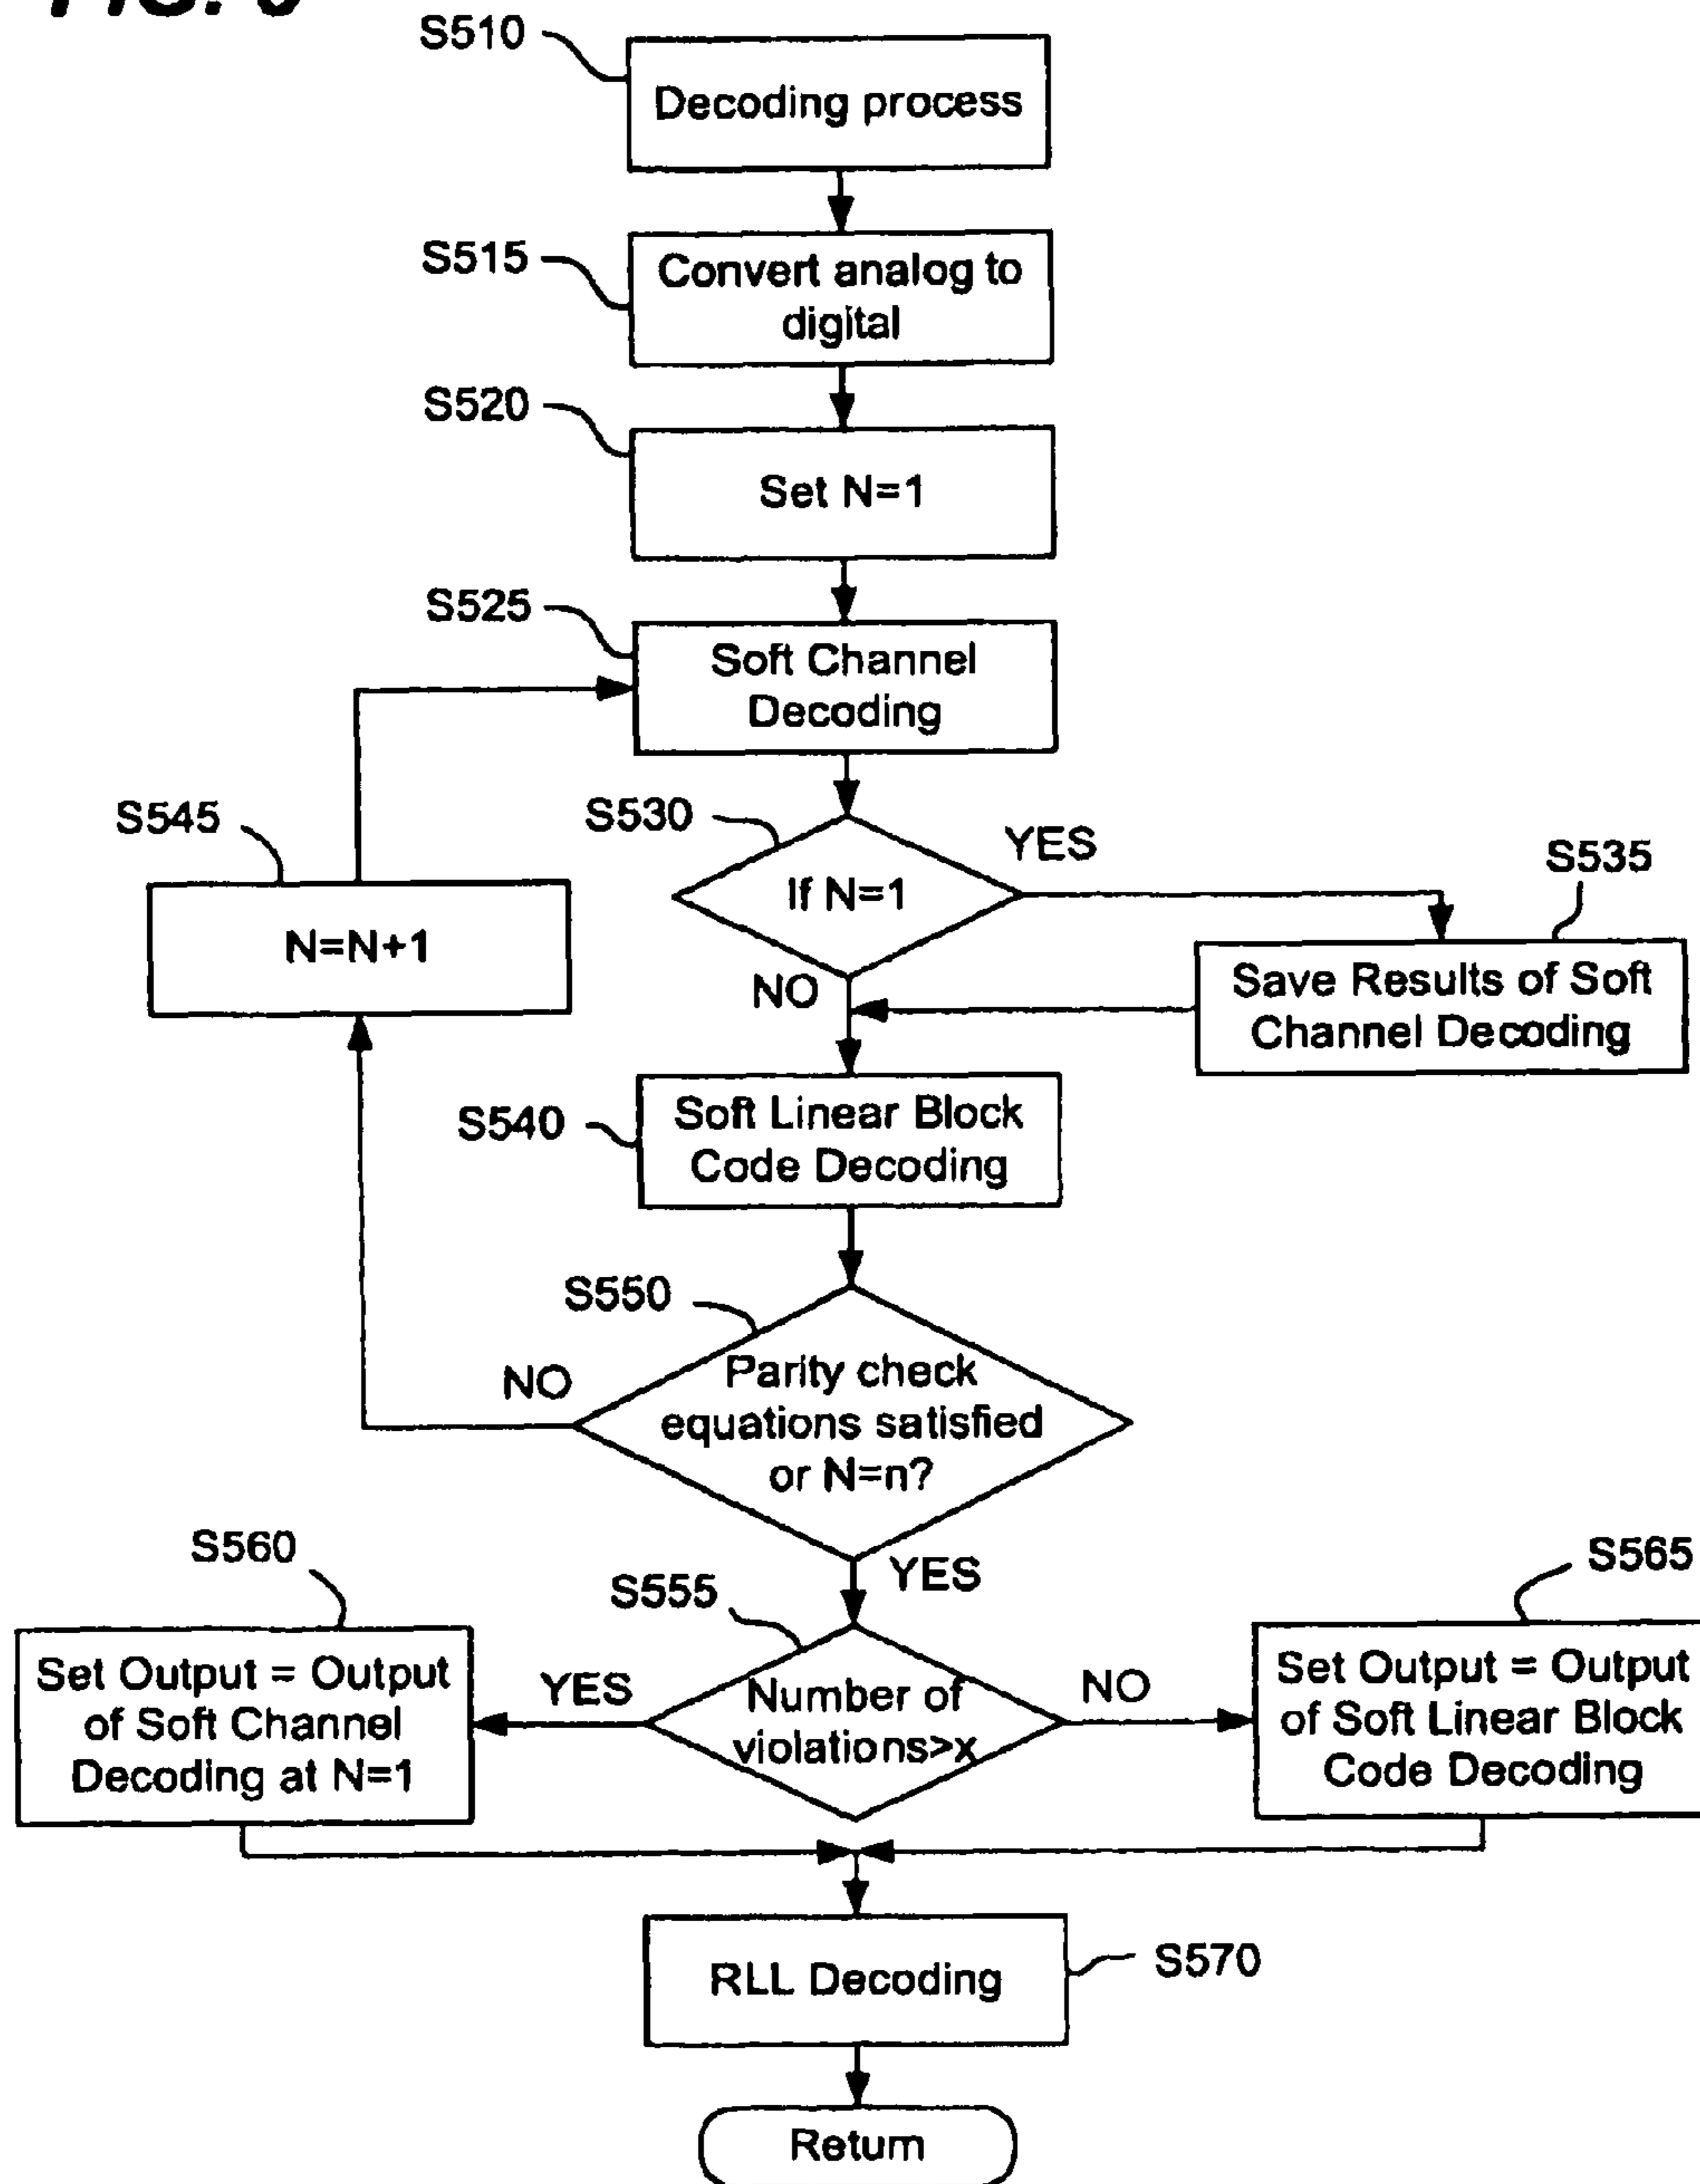 S510
Decoding process
S515
Convert analog to
digital
S520
Set N=1
S525
Soft Channel
Decoding
S530
If N=1
YES
NO
S535
Save Results of Soft
Channel Decoding
S545
N=N+1
S540
Soft Linear Block
Code Decoding
S550
Parity check
equations satisfied
or N=n?
NO
YES
S555
Number of
violations>x
YES
NO
S560
Set Output = Output
of Soft Channel
Decoding at N=1
S565
Set Output = Output
of Soft Linear Block
Code Decoding
RLL Decoding
S570
Return